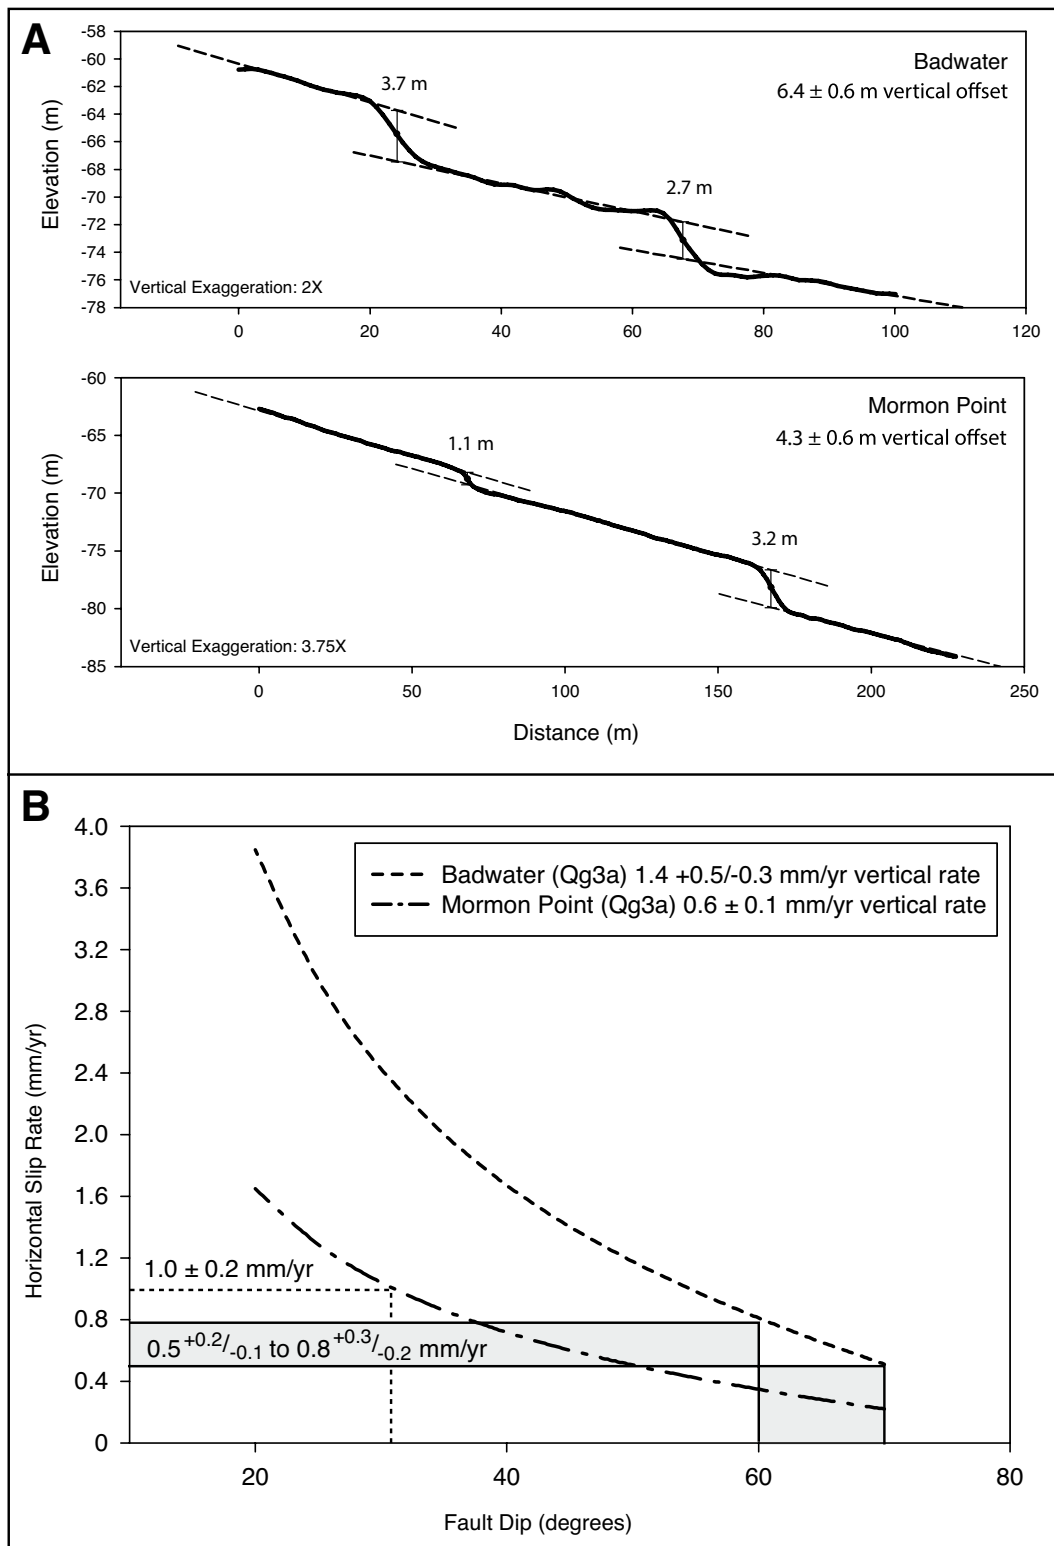 A
Badwater
6.4 ± 0.6 m vertical offset
3.7 m
2.7 m
Vertical Exaggeration: 2X
Elevation (m)
-58
-60
-62
-64
-66
-68
-70
-72
-74
-76
-78
0 20 40 60 80 100 120
Mormon Point
4.3 ± 0.6 m vertical offset
1.1 m
3.2 m
Vertical Exaggeration: 3.75X
Elevation (m)
-60
-65
-70
-75
-80
-85
0 50 100 150 200 250
Distance (m)
B
Badwater (Qg3a) 1.4 +0.5/-0.3 mm/yr vertical rate
Mormon Point (Qg3a) 0.6 ± 0.1 mm/yr vertical rate
1.0 ± 0.2 mm/yr
0.5 +0.2/-0.1 to 0.8 +0.3/-0.2 mm/yr
Horizontal Slip Rate (mm/yr)
4.0
3.6
3.2
2.8
2.4
2.0
1.6
1.2
0.8
0.4
0
20 40 60 80
Fault Dip (degrees)